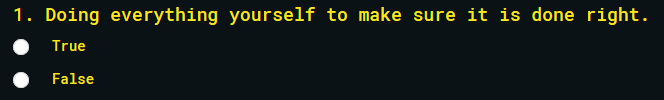 1. Doing everything yourself to make sure it is done right.
True
False